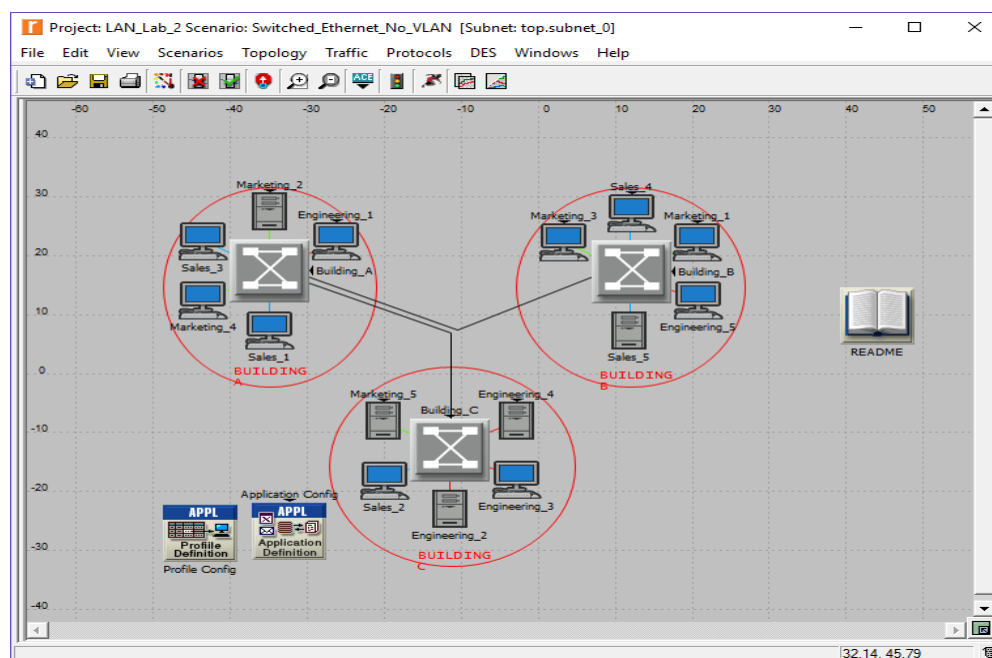 Project: LAN_Lab_2 Scenario: Switched_Ethernet_No_VLAN [Subnet: top.subnet_0]
File Edit View Scenarios Topology Traffic Protocols DES Windows Help
ACE
-60 -50 -40 -30 -20 -10 0 10 20 30 40 50
40
30
20
10
0
-10
-20
-30
-40
Marketing_2
Engineering_1
Sales_3
Building_A
Marketing_4
Sales_1
BUILDING
A
Sales_4
Marketing_3 Marketing_1
Building_B
Engineering_5
Sales_5
BUILDING
B
README
Marketing_5 Engineering_4
Building_C
Sales_2
Engineering_3
Engineering_2
BUILDING
C
APPL
Profiile
Definition
Profile Config
Application Config
APPL
Application
Definition
32.14, 45.79